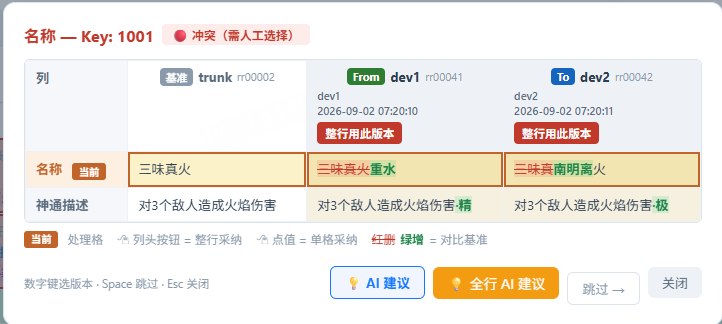 名称 — Key: 1001 冲突（需人工选择）
列 基准 trunk rr00002 From dev1 rr00041 To dev2 rr00042
dev1 dev2
2026-09-02 07:20:10 2026-09-02 07:20:11
整行用此版本 整行用此版本
名称 当前 三味真火 三味真火重水 三味真南明离火
神通描述 对3个敌人造成火焰伤害 对3个敌人造成火焰伤害·精 对3个敌人造成火焰伤害·极
当前 处理格 列头按钮 = 整行采纳 点值 = 单格采纳 红删 绿增 = 对比基准
数字键选版本 · Space 跳过 · Esc 关闭 AI 建议 全行 AI 建议 跳过 → 关闭